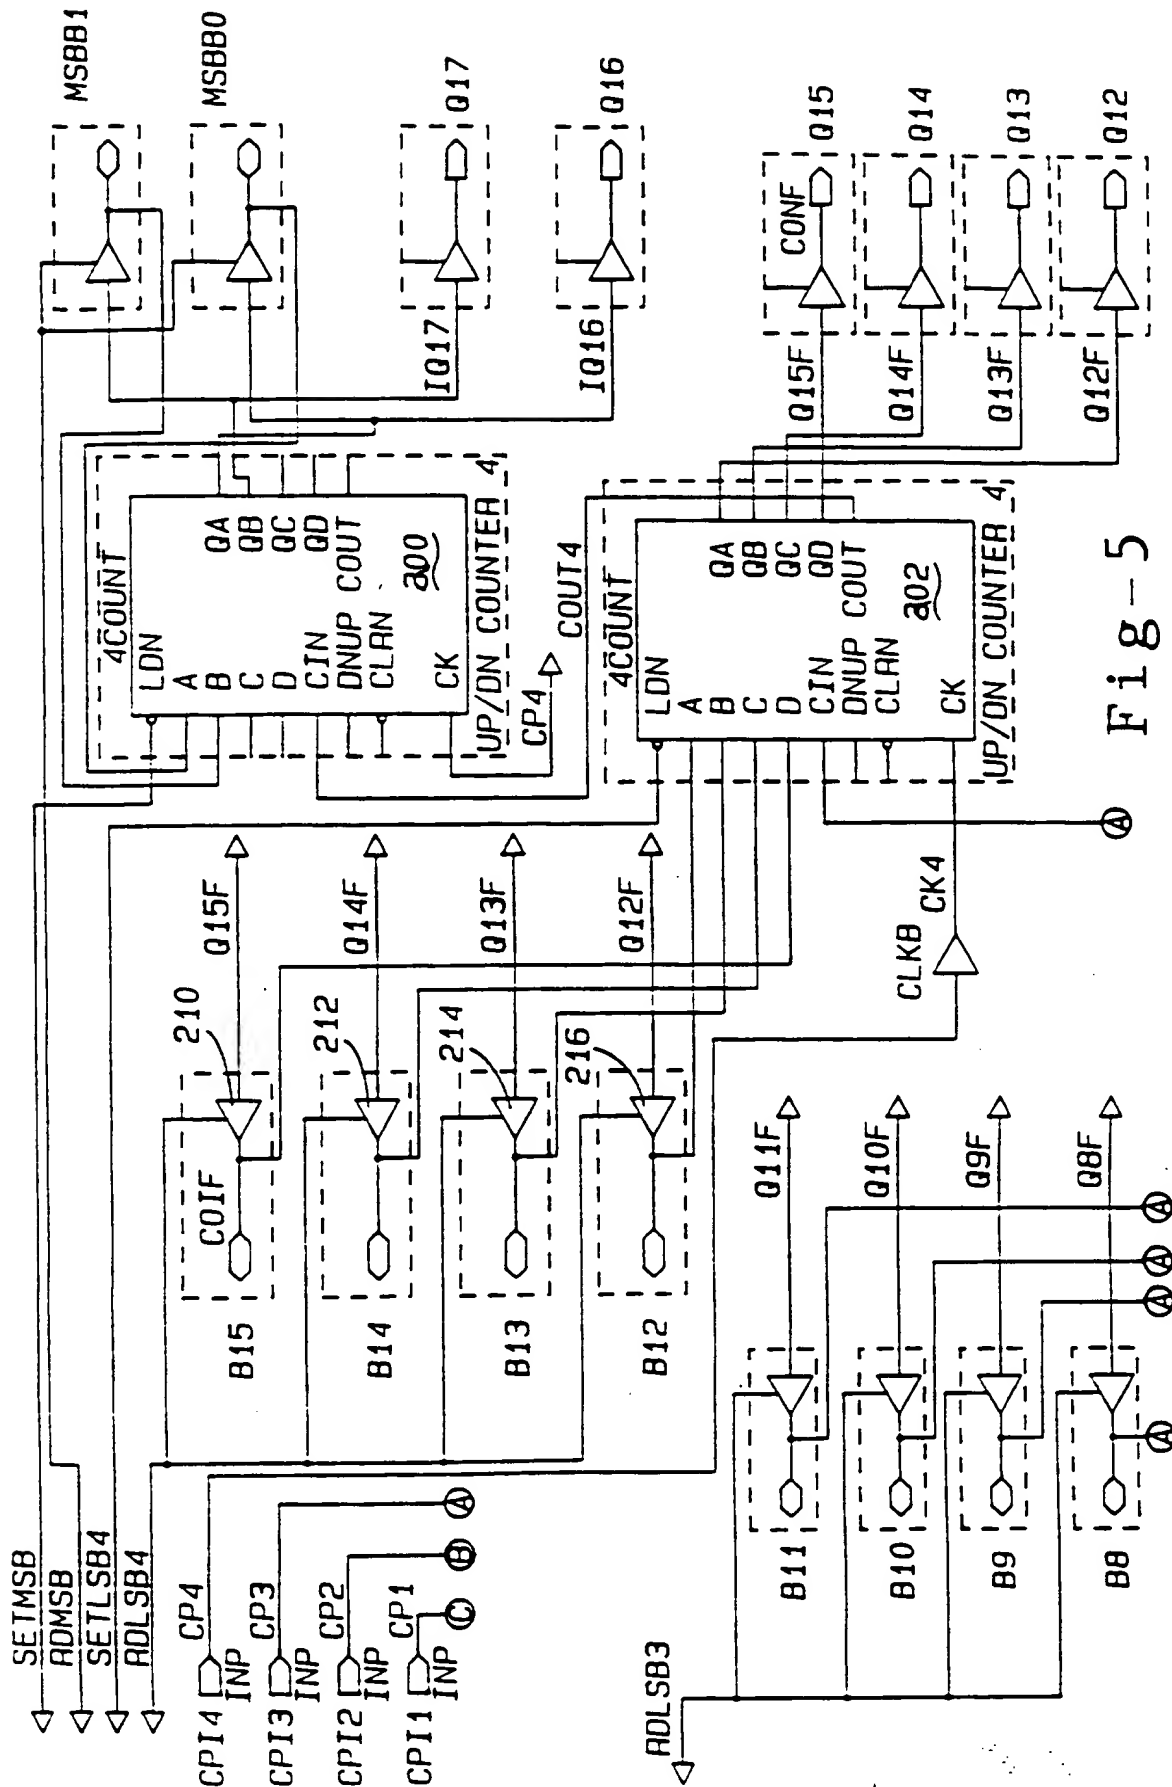 SETMSB
RDMSB
SETLSB4
RDLSB4
CPI4
INP
CP4
CPI3
INP
CP3
CPI2
INP
CP2
CPI1
INP
CP1
A
B
C
B15
COIF
210
Q15F
B14
212
Q14F
B13
214
Q13F
B12
216
Q12F
4COUNT
LDN
A
B
C
D
CIN
DNUP
CLRN
CK
QA
QB
QC
QD
COUT
200
UP/DN COUNTER 4
CP4
COUT4
MSBB1
MSBB0
IQ17
Q17
IQ16
Q16
RDLSB3
B11
Q11F
B10
Q10F
B9
Q9F
B8
Q8F
A
A
A
A
CLKB
CK4
A
4COUNT
LDN
A
B
C
D
CIN
DNUP
CLRN
CK
QA
QB
QC
QD
COUT
202
UP/DN COUNTER 4
Q15F
CONF
Q15
Q14F
Q14
Q13F
Q13
Q12F
Q12
Fig-5